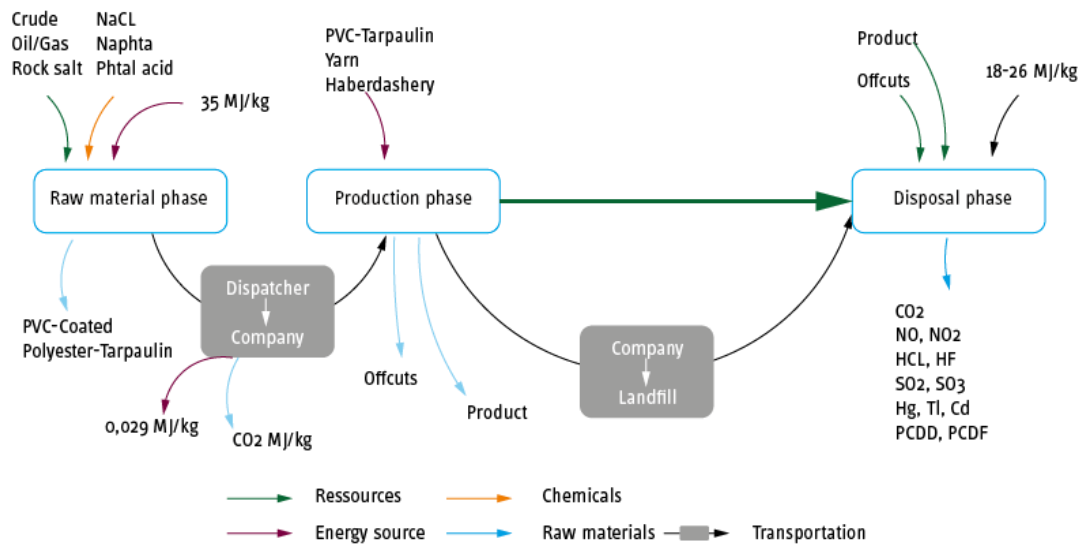 Crude
Oil/Gas
Rock salt
NaCL
Naphta
Phtal acid
35 MJ/kg
PVC-Tarpaulin
Yarn
Haberdashery
Product
Offcuts
18-26 MJ/kg
Raw material phase
Production phase
Disposal phase
Dispatcher
Company
PVC-Coated
Polyester-Tarpaulin
0,029 MJ/kg
CO2 MJ/kg
Offcuts
Product
Company
Landfill
CO2
NO, NO2
HCL, HF
SO2, SO3
Hg, Tl, Cd
PCDD, PCDF
Ressources
Chemicals
Energy source
Raw materials
Transportation